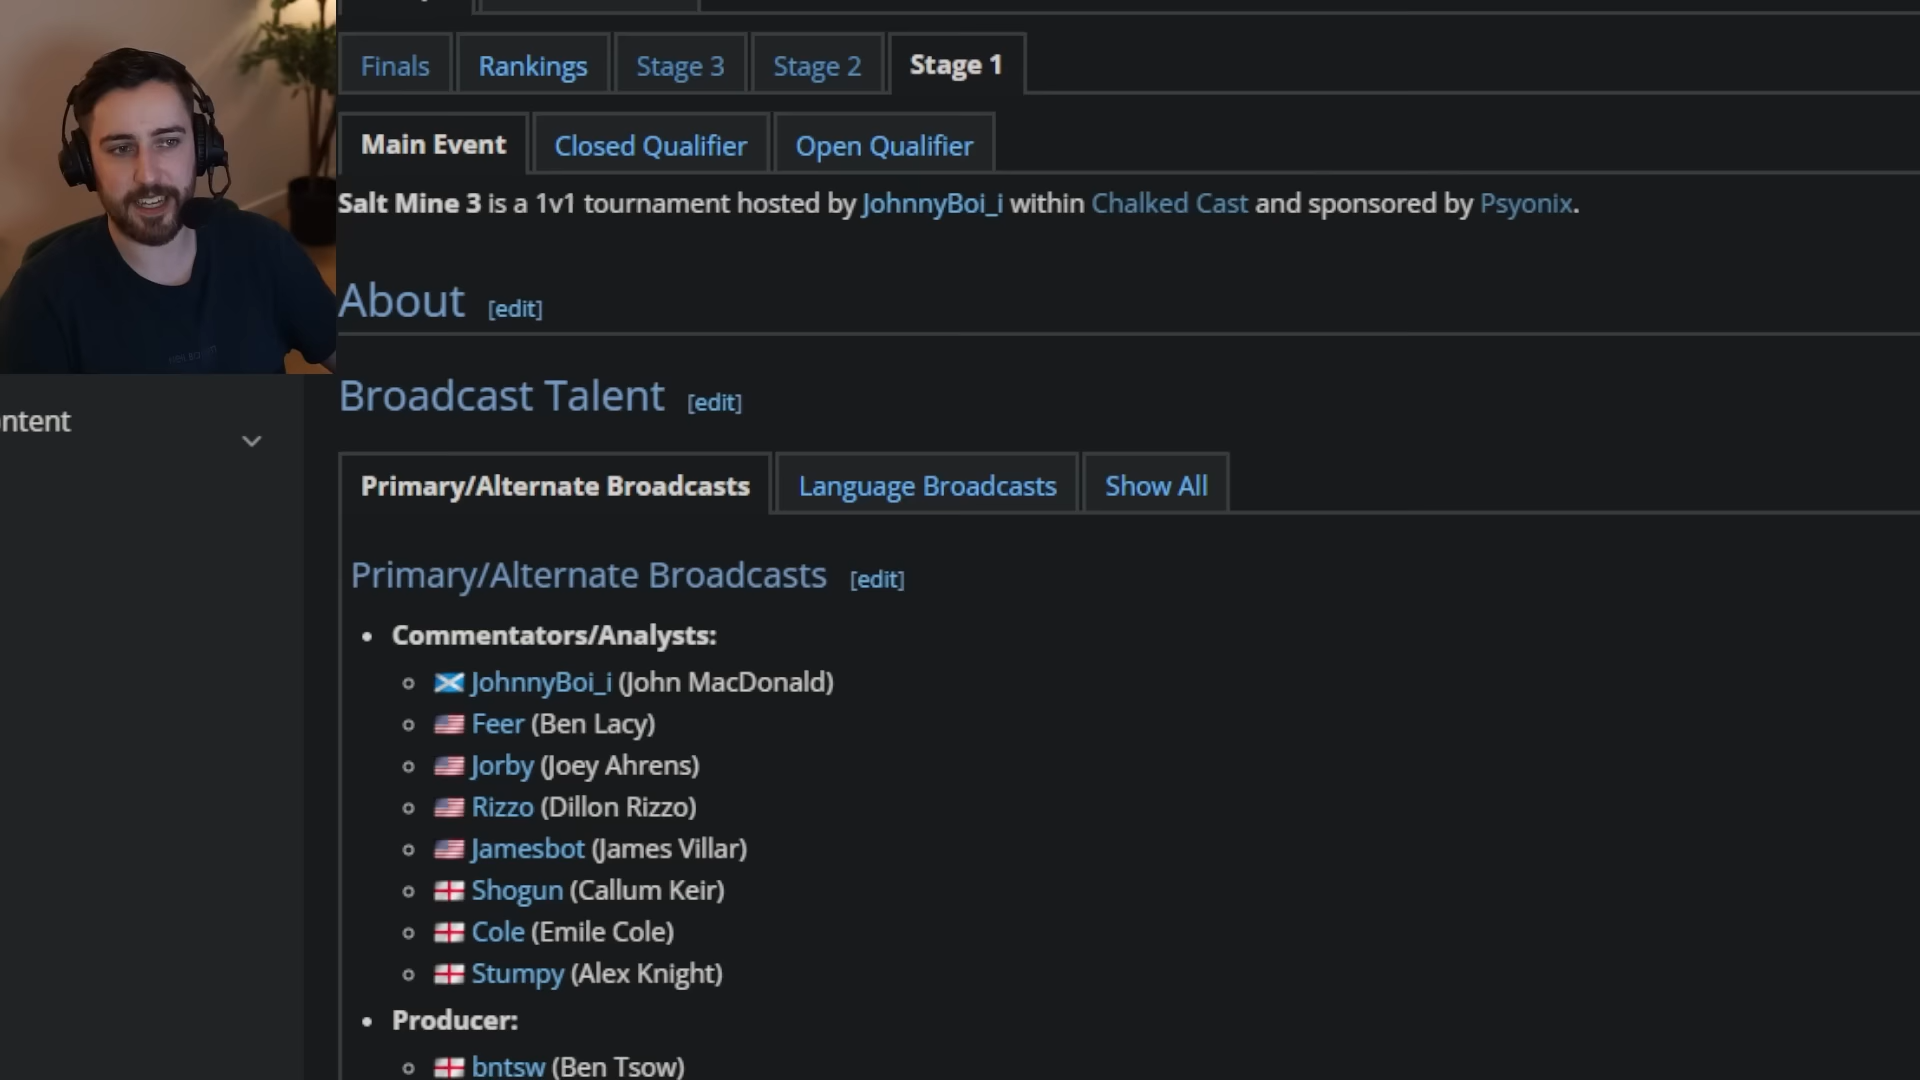 Finals Rankings Stage 3 Stage 2 Stage 1
Main Event Closed Qualifier Open Qualifier
Salt Mine 3 is a 1v1 tournament hosted by JohnnyBoi_i within Chalked Cast and sponsored by Psyonix.
About [edit]
Broadcast Talent [edit]
ntent
Primary/Alternate Broadcasts Language Broadcasts Show All
Primary/Alternate Broadcasts [edit]
Commentators/Analysts:
JohnnyBoi_i (John MacDonald)
Feer (Ben Lacy)
Jorby (Joey Ahrens)
Rizzo (Dillon Rizzo)
Jamesbot (James Villar)
Shogun (Callum Keir)
Cole (Emile Cole)
Stumpy (Alex Knight)
Producer:
bntsw (Ben Tsow)